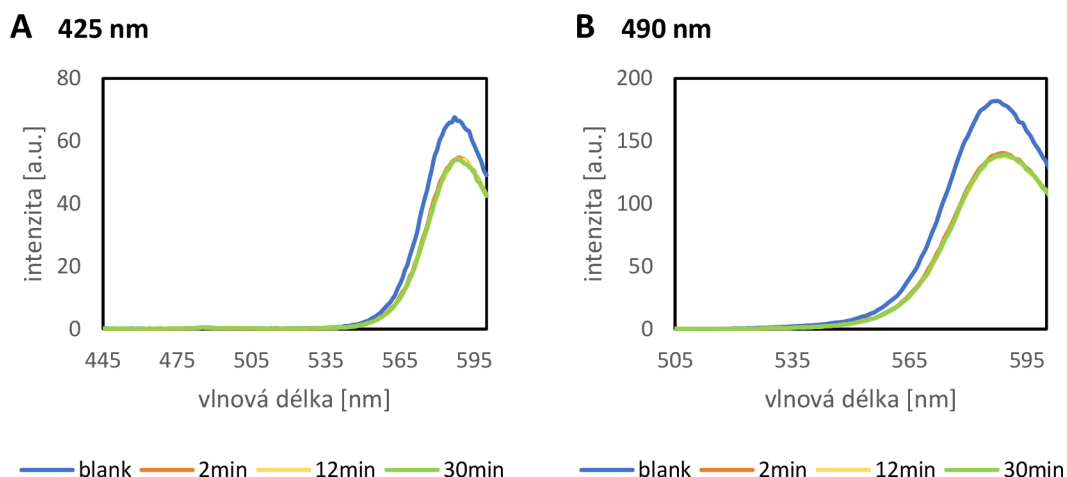 A 425 nm
80
60
40
20
0
intenzita [a.u.]
445 475 505 535 565 595
vlnová délka [nm]
blank 2min 12min 30min
B 490 nm
200
150
100
50
0
intenzita [a.u.]
505 535 565 595
vlnová délka [nm]
blank 2min 12min 30min